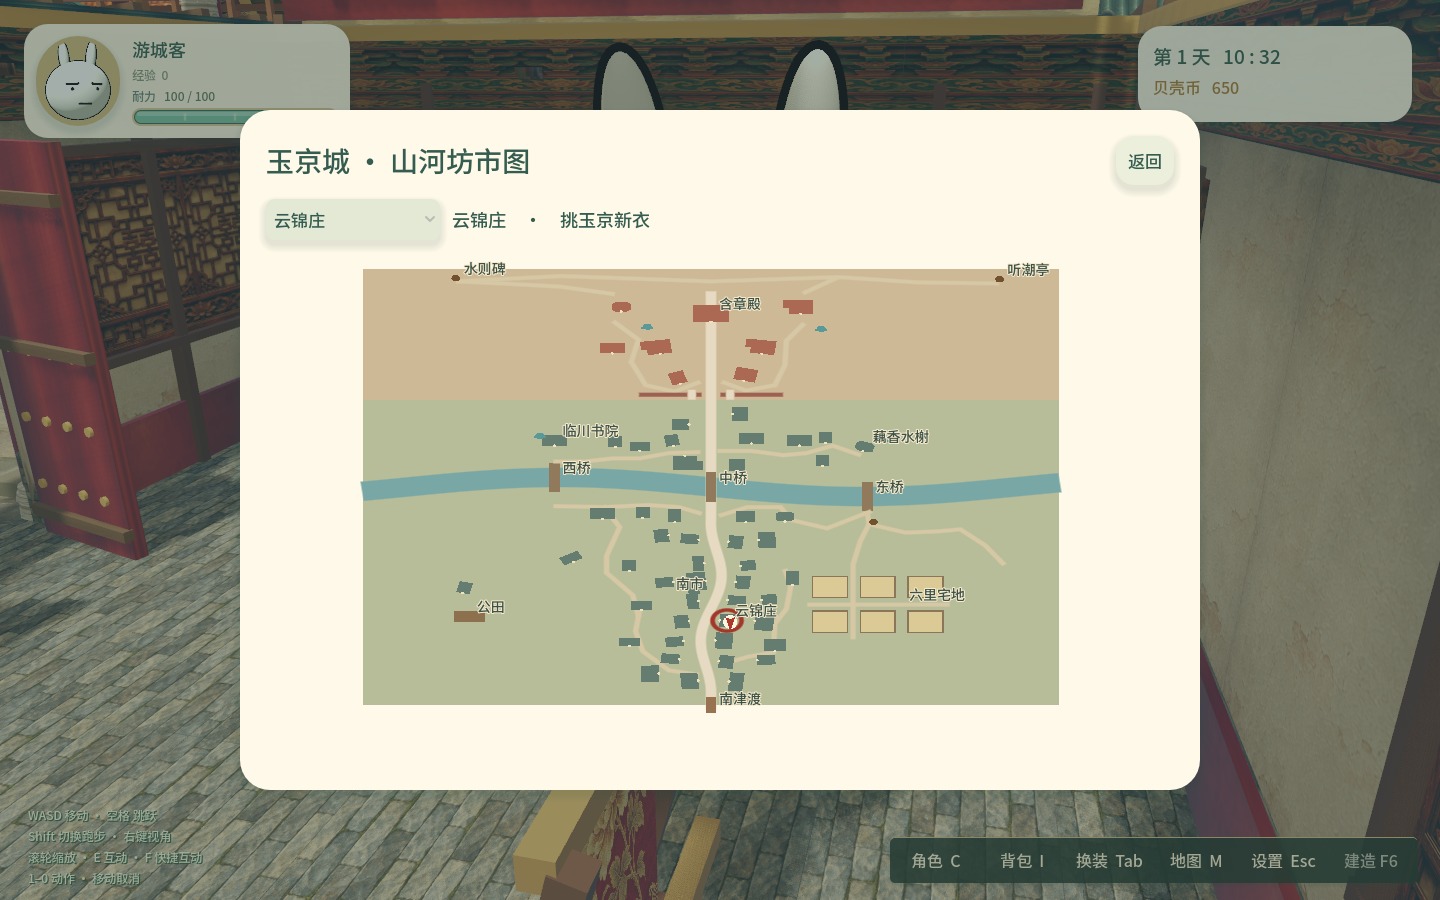 游城客
经验 0
耐力 100 / 100
第 1 天 10 : 32
贝壳币 650
玉京城 · 山河坊市图
返回
云锦庄
云锦庄 · 挑玉京新衣
水则碑
听潮亭
含章殿
临川书院
藕香水榭
西桥
中桥
东桥
南市
公田
六里宅地
云锦庄
南津渡
WASD 移动 · 空格 跳跃
Shift 切换跑步 · 右键视角
滚轮缩放 · E 互动 · F 快捷互动
1-0 动作 · 移动取消
角色 C 背包 I 换装 Tab 地图 M 设置 Esc 建造 F6